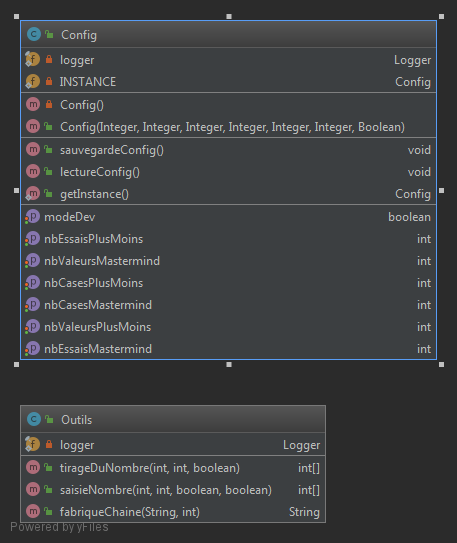 Config
logger Logger
INSTANCE Config
Config()
Config(Integer, Integer, Integer, Integer, Integer, Integer, Boolean)
sauvegardeConfig() void
lectureConfig() void
getInstance() Config
modeDev boolean
nbEssaisPlusMoins int
nbValeursMastermind int
nbCasesPlusMoins int
nbCasesMastermind int
nbValeursPlusMoins int
nbEssaisMastermind int
Outils
logger Logger
tirageDuNombre(int, int, boolean) int[]
saisieNombre(int, int, boolean, boolean) int[]
fabriqueChaine(String, int) String
Powered by yFiles